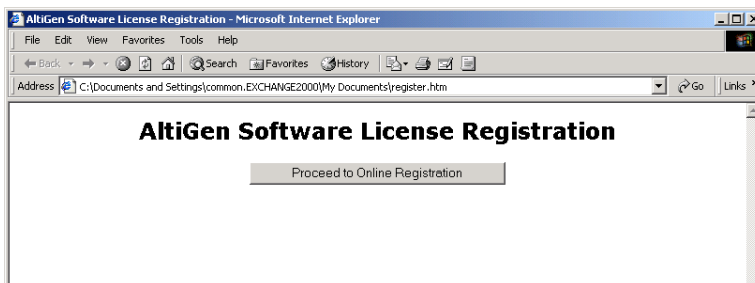 AltiGen Software License Registration - Microsoft Internet Explorer
File Edit View Favorites Tools Help
Back Search Favorites History
Address C:\Documents and Settings\common.EXCHANGE2000\My Documents\register.htm Go Links »
AltiGen Software License Registration
Proceed to Online Registration